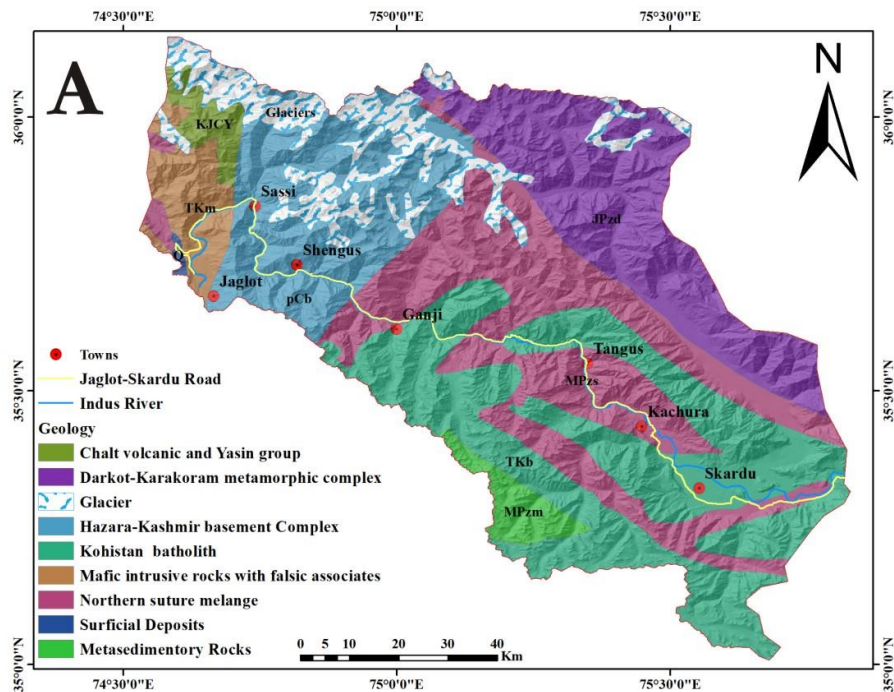 74°30'0"E
75°0'0"E
75°30'0"E
A
N
36°0'0"N
36°0'0"N
KJCY
Glaciers
Sassi
TKm
JPzd
Shengus
Q
Jaglot
pCb
Ganji
Towns
Tangus
Jaglot-Skardu Road
MPzs
35°30'0"N
35°30'0"N
Indus River
Kachura
Geology
Chalt volcanic and Yasin group
TKb
Skardu
Darkot-Karakoram metamorphic complex
Glacier
MPzm
Hazara-Kashmir basement Complex
Kohistan batholith
Mafic intrusive rocks with falsic associates
Northern suture melange
Surficial Deposits
Metasedimentory Rocks
0 5 10 20 30 40
Km
35°0'0"N
35°0'0"N
74°30'0"E
75°0'0"E
75°30'0"E